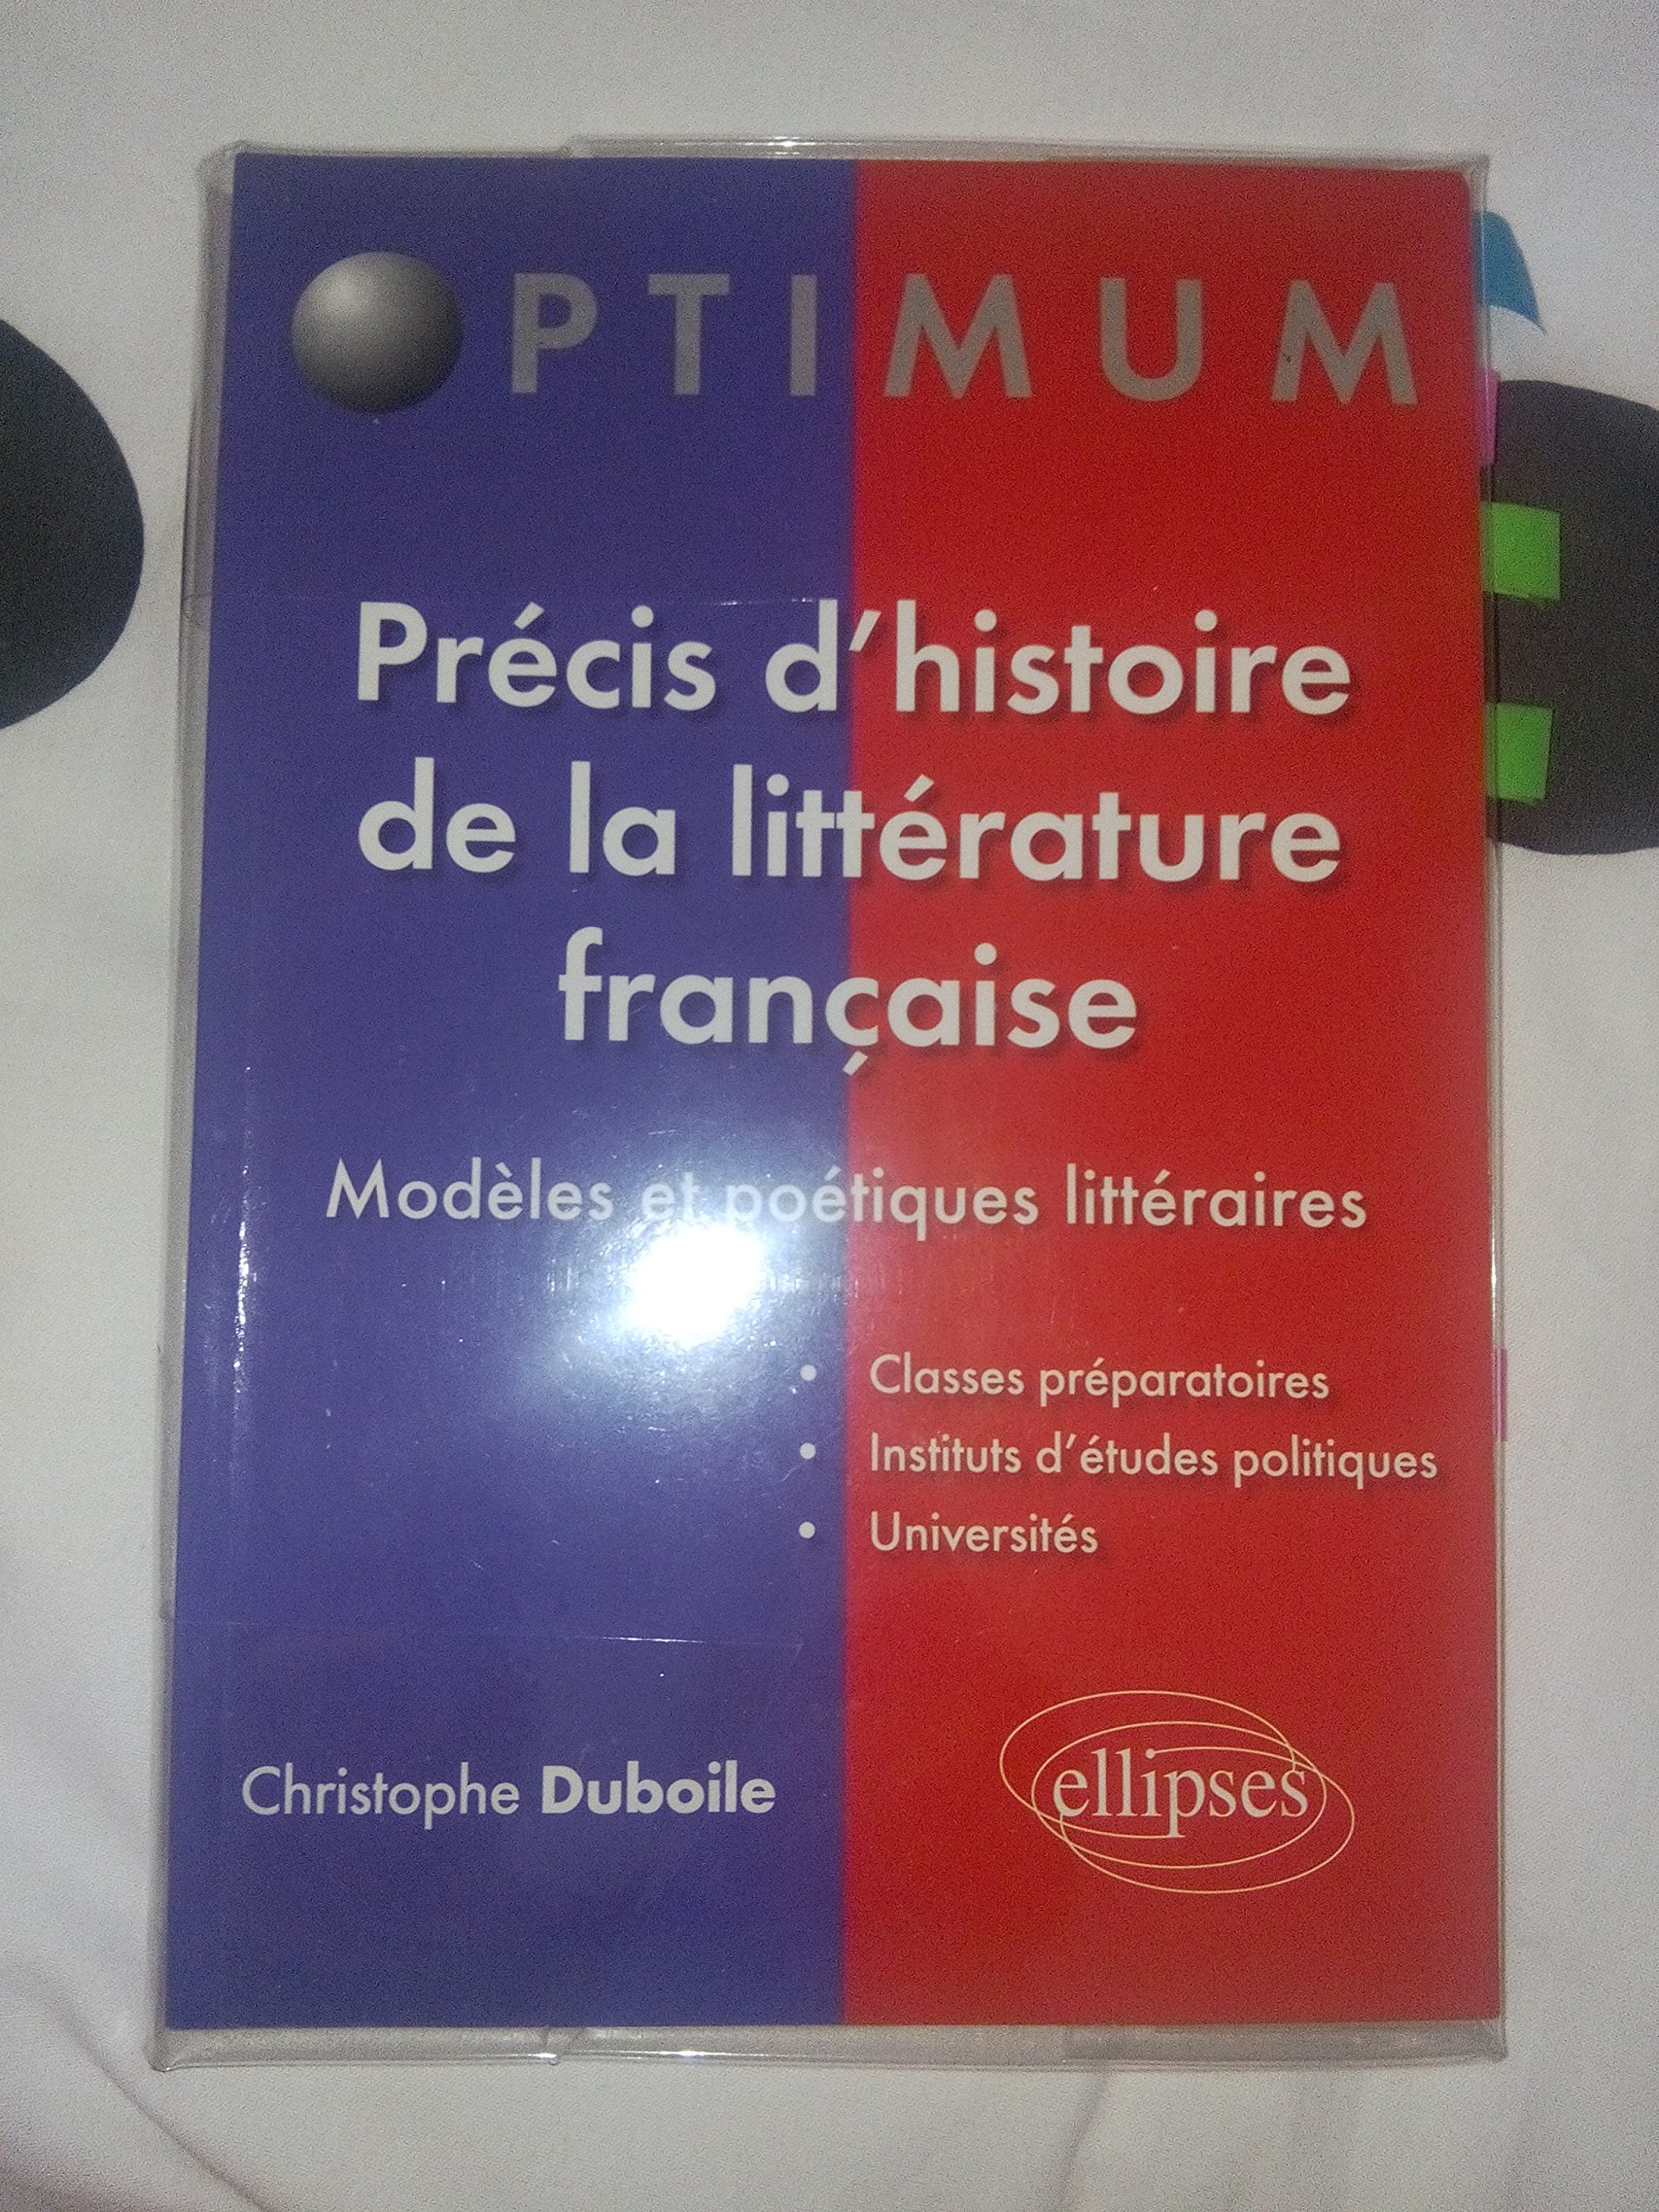 OPTIMUM
Précis d'histoire
de la littérature
française
Modèles et poétiques littéraires
• Classes préparatoires
• Instituts d'études politiques
• Universités
Christophe Duboile
ellipses